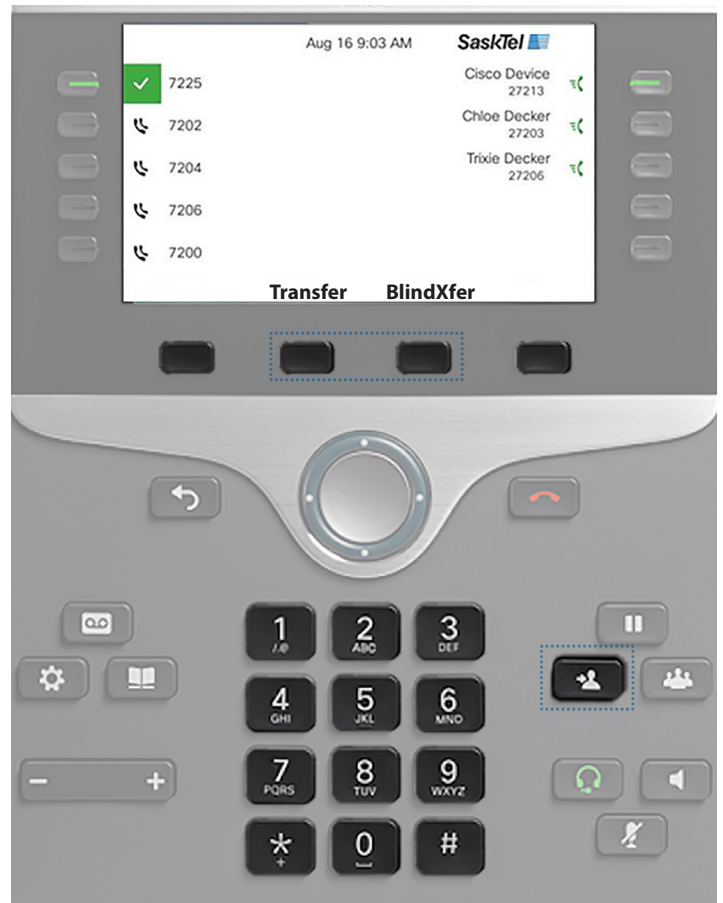 Aug 16 9:03 AM SaskTel
7225 Cisco Device
27213
7202 Chloe Decker
27203
7204 Trixie Decker
27206
7206
7200
Transfer BlindXfer
1 2 3
/.@ ABC DEF
4 5 6
GHI JKL MNO
7 8 9
PQRS TUV WXYZ
* 0 #
+
− +